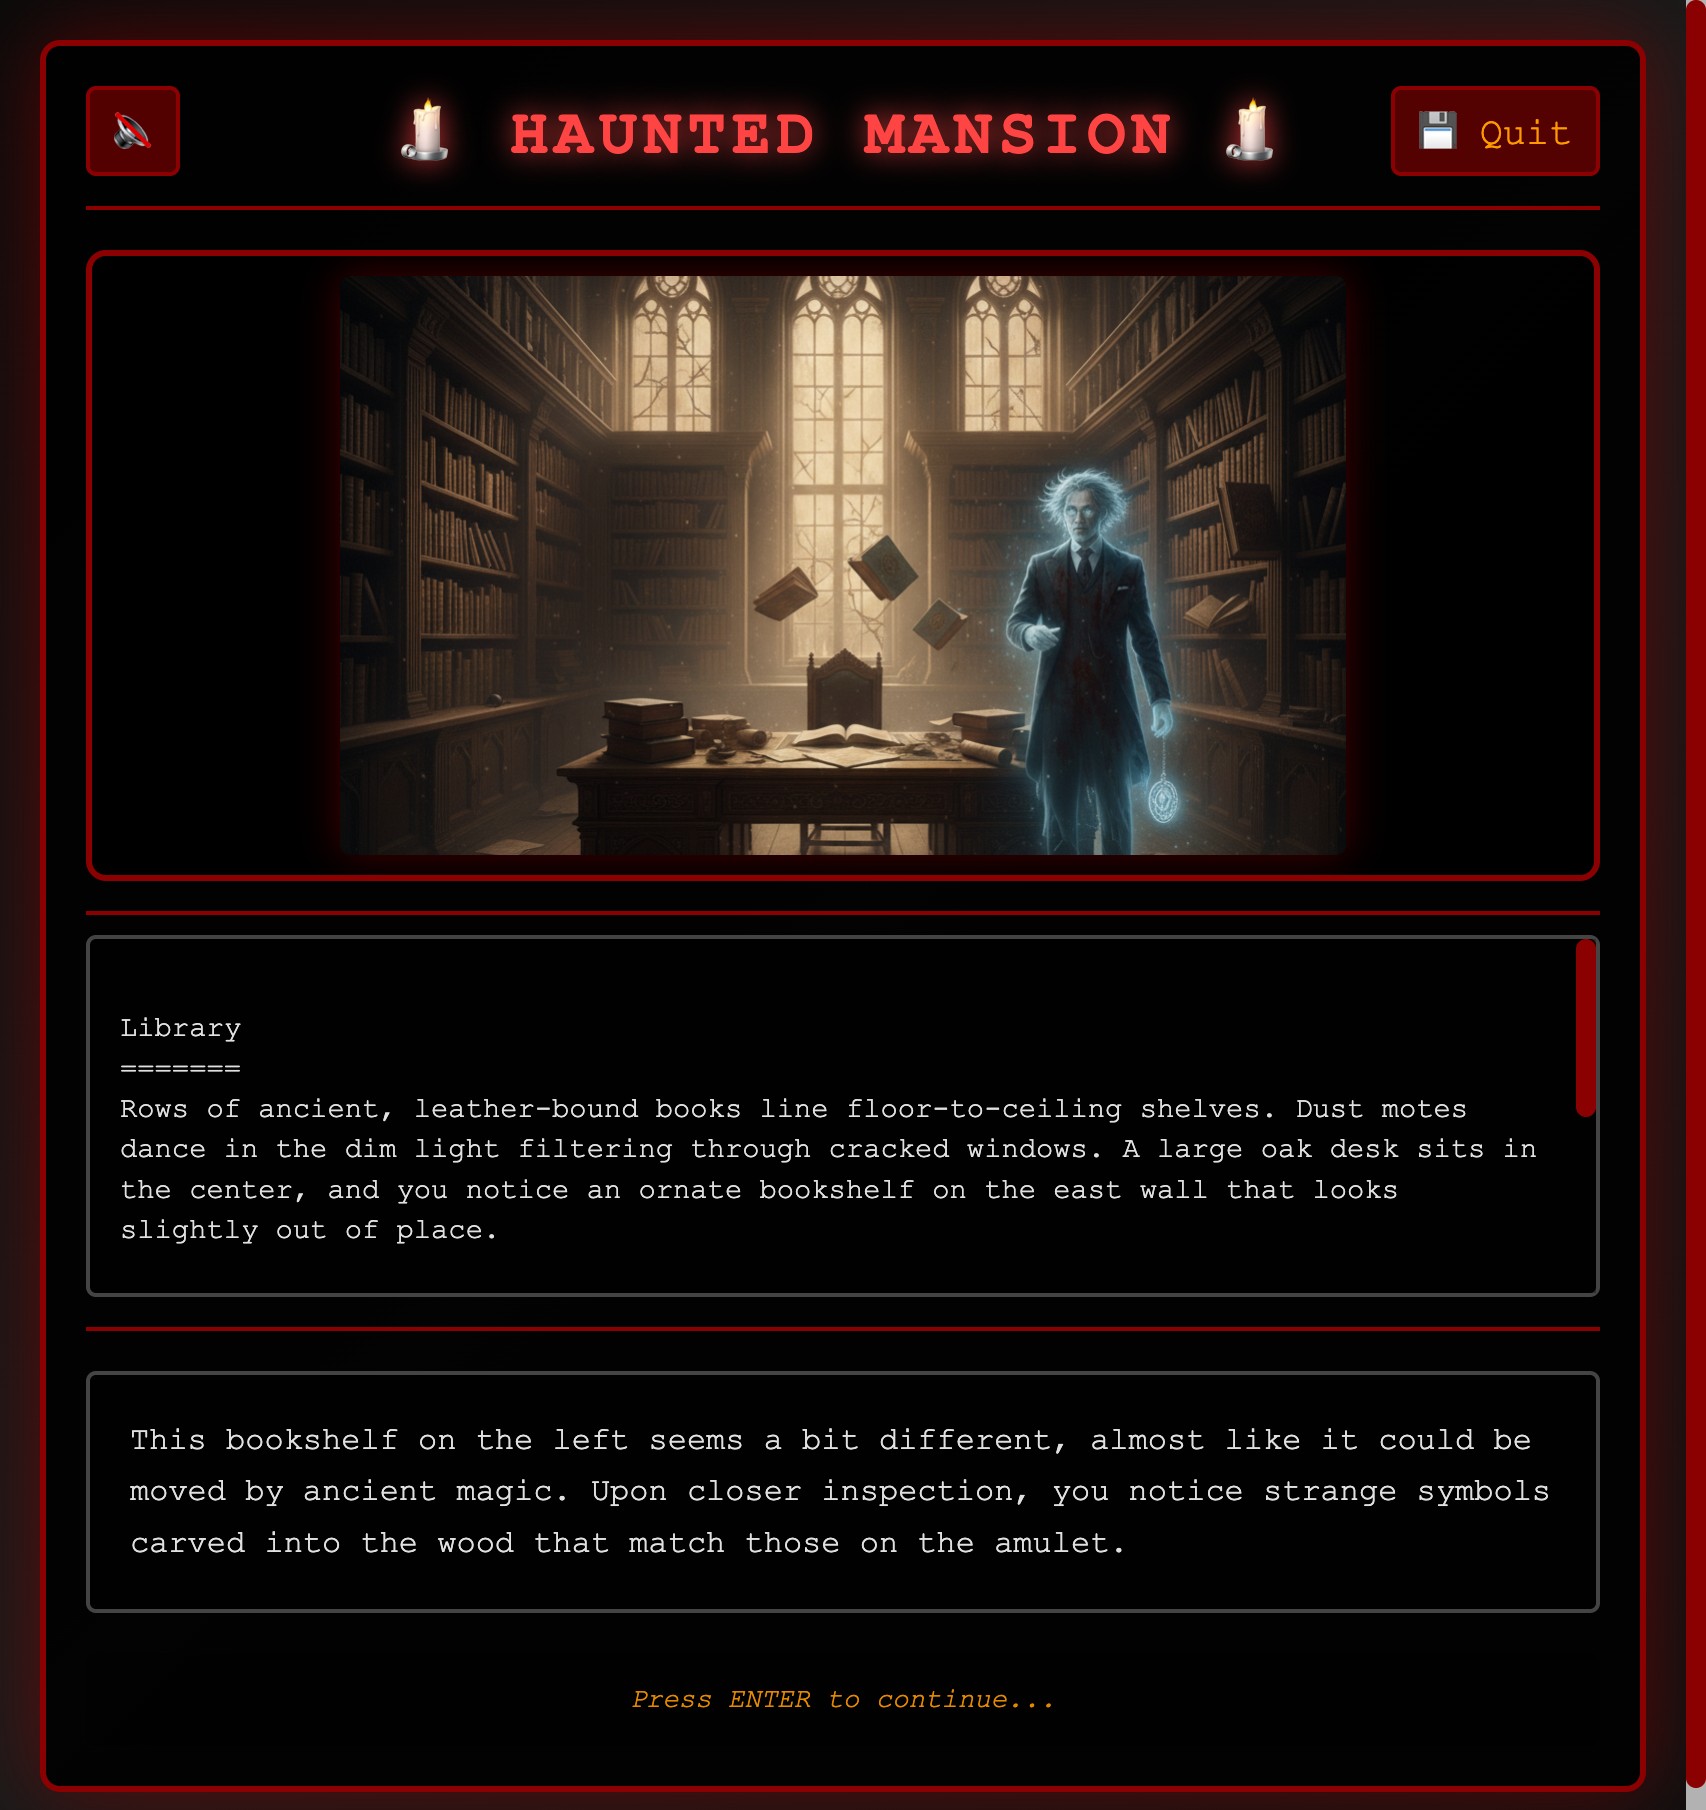 HAUNTED MANSION
Quit
Library
=======
Rows of ancient, leather-bound books line floor-to-ceiling shelves. Dust motes
dance in the dim light filtering through cracked windows. A large oak desk sits in
the center, and you notice an ornate bookshelf on the east wall that looks
slightly out of place.
This bookshelf on the left seems a bit different, almost like it could be
moved by ancient magic. Upon closer inspection, you notice strange symbols
carved into the wood that match those on the amulet.
Press ENTER to continue...